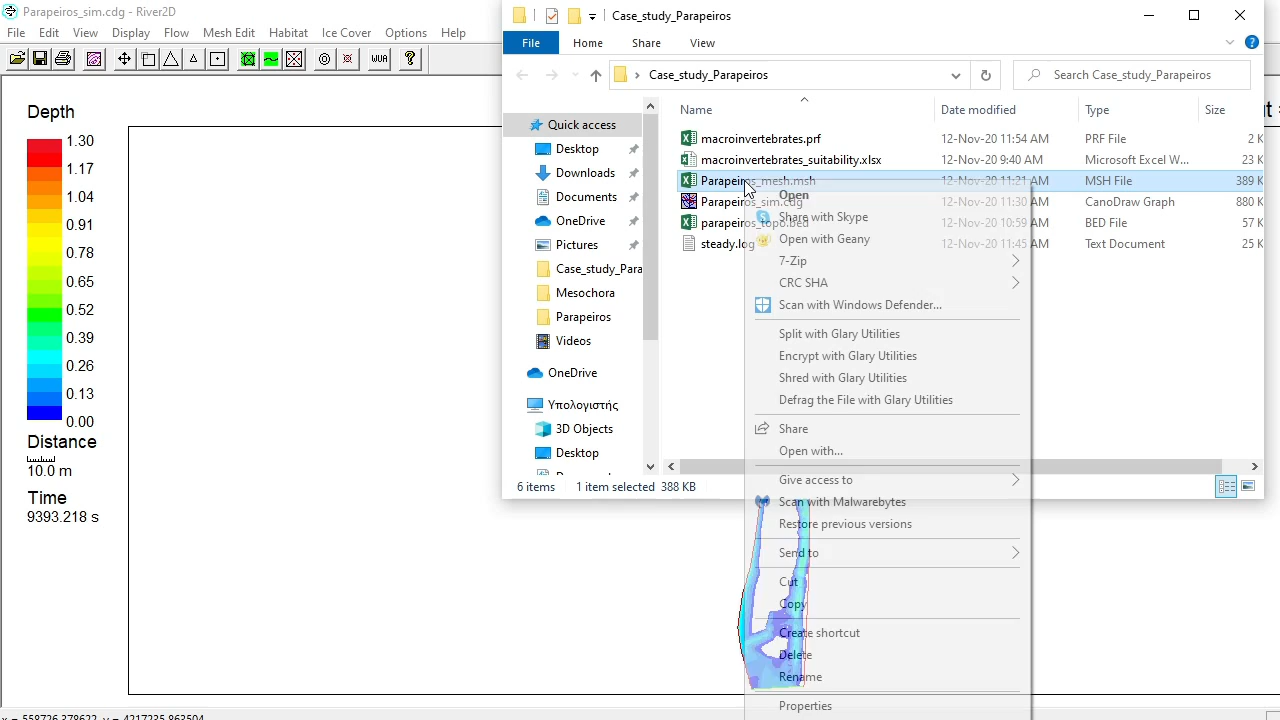 Parapeiros_sim.cdg - River2D
File Edit View Display Flow Mesh Edit Habitat Ice Cover Options Help
WUA
?
Depth
1.30
1.17
1.04
0.91
0.78
0.65
0.52
0.39
0.26
0.13
0.00
Distance
10.0 m
Time
9393.218 s
Case_study_Parapeiros
File Home Share View
Case_study_Parapeiros
Search Case_study_Parapeiros
Quick access
Desktop
Downloads
Documents
OneDrive
Pictures
Case_study_Para
Mesochora
Parapeiros
Videos
OneDrive
Υπολογιστής
3D Objects
Desktop
Name Date modified Type Size
macroinvertebrates.prf 12-Nov-20 11:54 AM PRF File 2 K
macroinvertebrates_suitability.xlsx 12-Nov-20 9:40 AM Microsoft Excel W... 23 K
Parapeiros_mesh.msh 12-Nov-20 11:21 AM MSH File 389 K
Parapeiros_sim.cdg 12-Nov-20 11:30 AM CanoDraw Graph 880 K
parapeiros_topo.bed 12-Nov-20 10:59 AM BED File 57 K
steady.log 12-Nov-20 11:45 AM Text Document 25 K
Open
Share with Skype
Open with Geany
7-Zip
CRC SHA
Scan with Windows Defender...
Split with Glary Utilities
Encrypt with Glary Utilities
Shred with Glary Utilities
Defrag the File with Glary Utilities
Share
Open with...
Give access to
Scan with Malwarebytes
Restore previous versions
Send to
Cut
Copy
Create shortcut
Delete
Rename
Properties
6 items 1 item selected 388 KB
x = 558726.378622, y = 4217235.863504